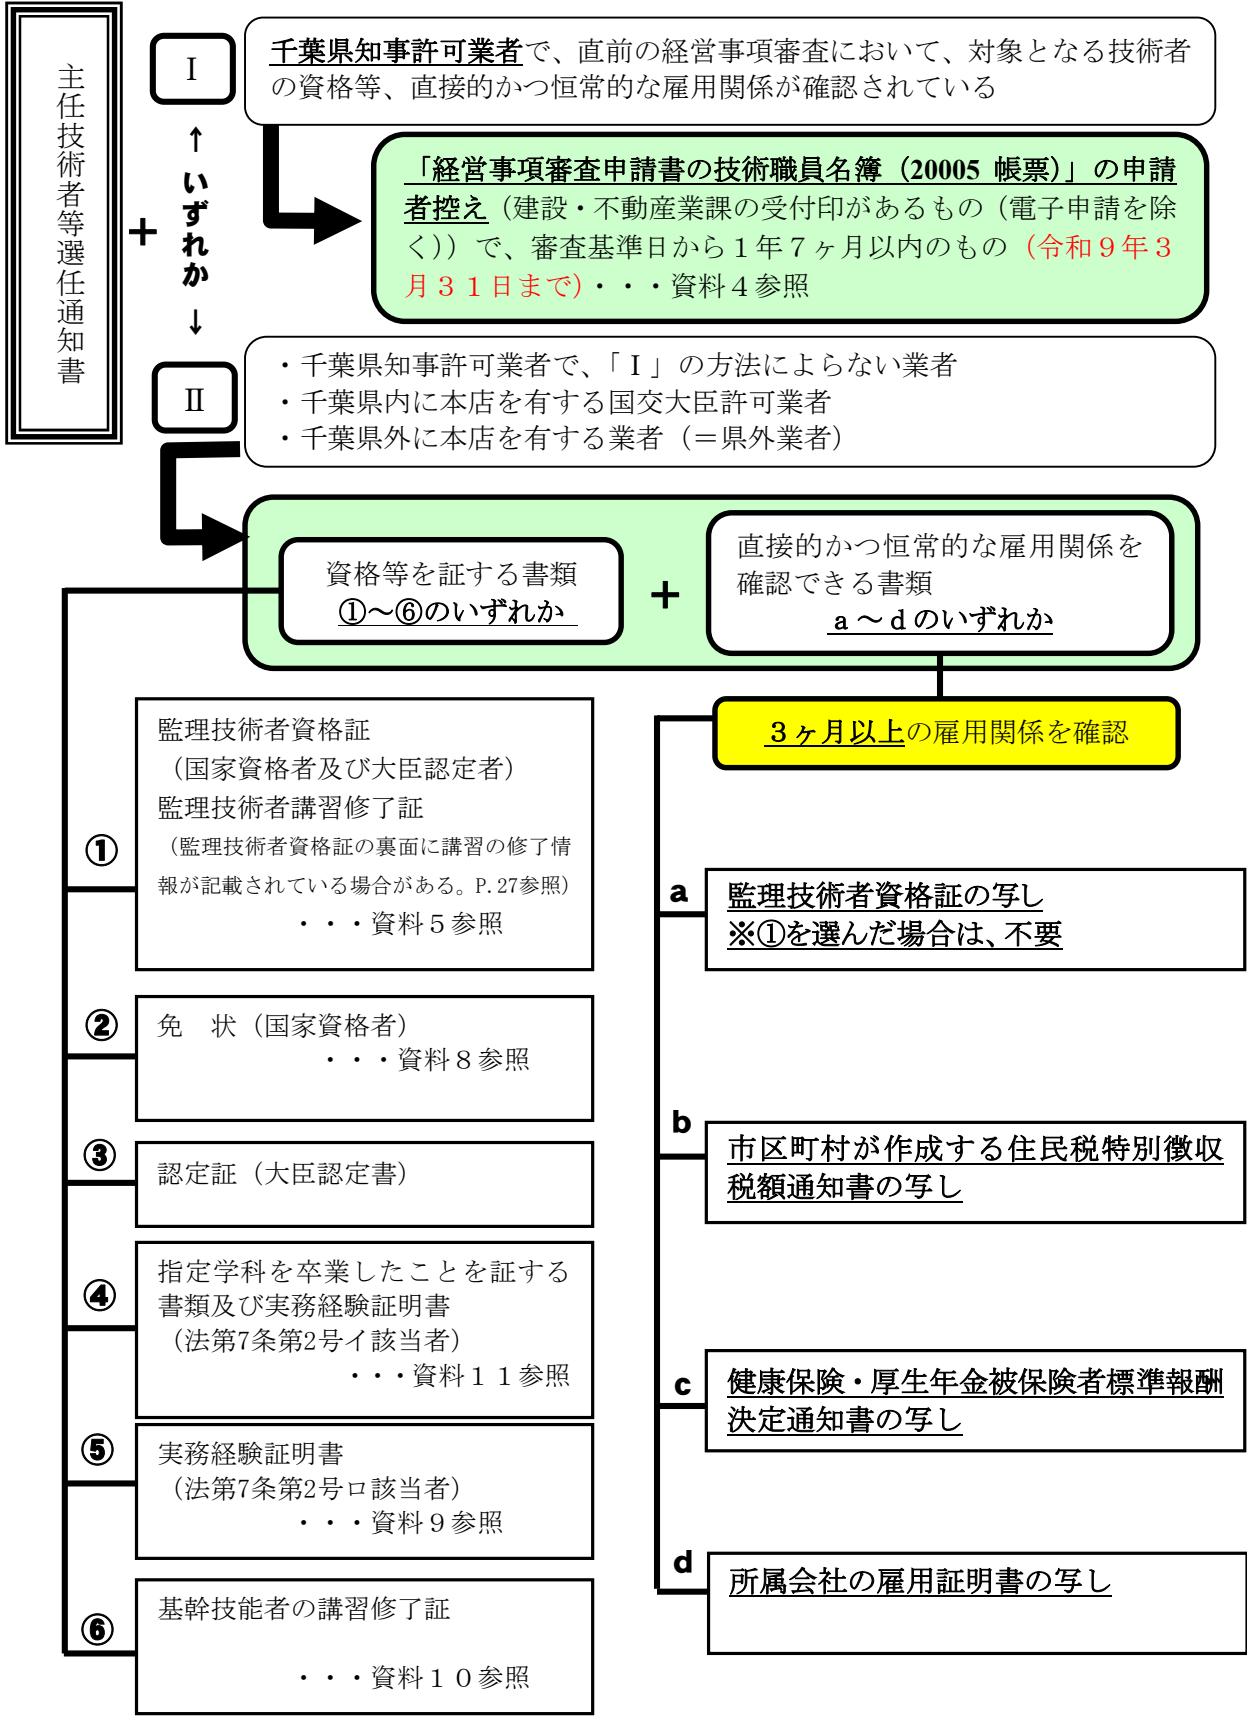 主任技術者等選任通知書
＋
Ⅰ
↑
いずれか
↓
Ⅱ
千葉県知事許可業者で、直前の経営事項審査において、対象となる技術者
の資格等、直接的かつ恒常的な雇用関係が確認されている
「経営事項審査申請書の技術職員名簿（20005 帳票）」の申請
者控え（建設・不動産業課の受付印があるもの（電子申請を除
く））で、審査基準日から１年７ヶ月以内のもの（令和９年３
月３１日まで）・・・資料４参照
・千葉県知事許可業者で、「Ⅰ」の方法によらない業者
・千葉県内に本店を有する国交大臣許可業者
・千葉県外に本店を有する業者（＝県外業者）
資格等を証する書類
①～⑥のいずれか
＋
直接的かつ恒常的な雇用関係を
確認できる書類
ａ～ｄのいずれか
３ヶ月以上の雇用関係を確認
①
監理技術者資格証
（国家資格者及び大臣認定者）
監理技術者講習修了証
（監理技術者資格証の裏面に講習の修了情
報が記載されている場合がある。P.27参照）
・・・資料５参照
②
免　状（国家資格者）
・・・資料８参照
③
認定証（大臣認定書）
④
指定学科を卒業したことを証する
書類及び実務経験証明書
（法第7条第2号イ該当者）
・・・資料１１参照
⑤
実務経験証明書
（法第7条第2号ロ該当者）
・・・資料９参照
⑥
基幹技能者の講習修了証
・・・資料１０参照
a
監理技術者資格証の写し
※①を選んだ場合は、不要
b
市区町村が作成する住民税特別徴収
税額通知書の写し
c
健康保険・厚生年金被保険者標準報酬
決定通知書の写し
d
所属会社の雇用証明書の写し